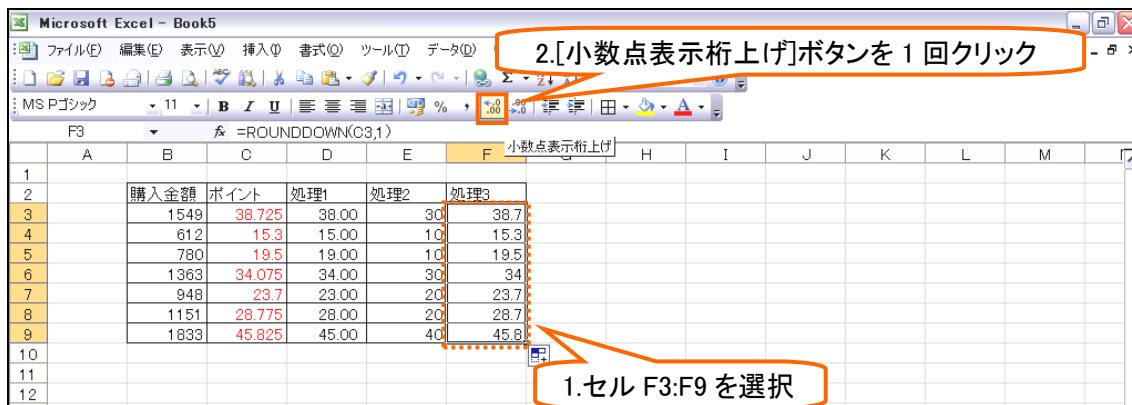 Microsoft Excel - Book5
ファイル(F) 編集(E) 表示(V) 挿入(I) 書式(O) ツール(T) データ(D)
2.[小数点表示桁上げ]ボタンを1回クリック
MS Pゴシック 11 B I U % ,
F3 fx =ROUNDDOWN(C3,1)
小数点表示桁上げ
A B C D E F G H I J K L M
1
2 購入金額 ポイント 処理1 処理2 処理3
3 1549 38.725 38.00 30 38.7
4 612 15.3 15.00 10 15.3
5 780 19.5 19.00 10 19.5
6 1363 34.075 34.00 30 34
7 948 23.7 23.00 20 23.7
8 1151 28.775 28.00 20 28.7
9 1833 45.825 45.00 40 45.8
10
11
12
1.セル F3:F9 を選択